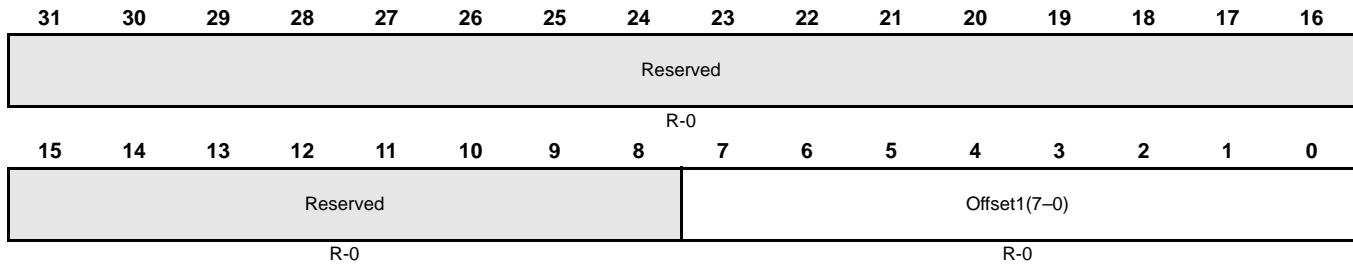 31 30 29 28 27 26 25 24 23 22 21 20 19 18 17 16
Reserved
R-0
15 14 13 12 11 10 9 8 7 6 5 4 3 2 1 0
Reserved Offset1(7–0)
R-0 R-0